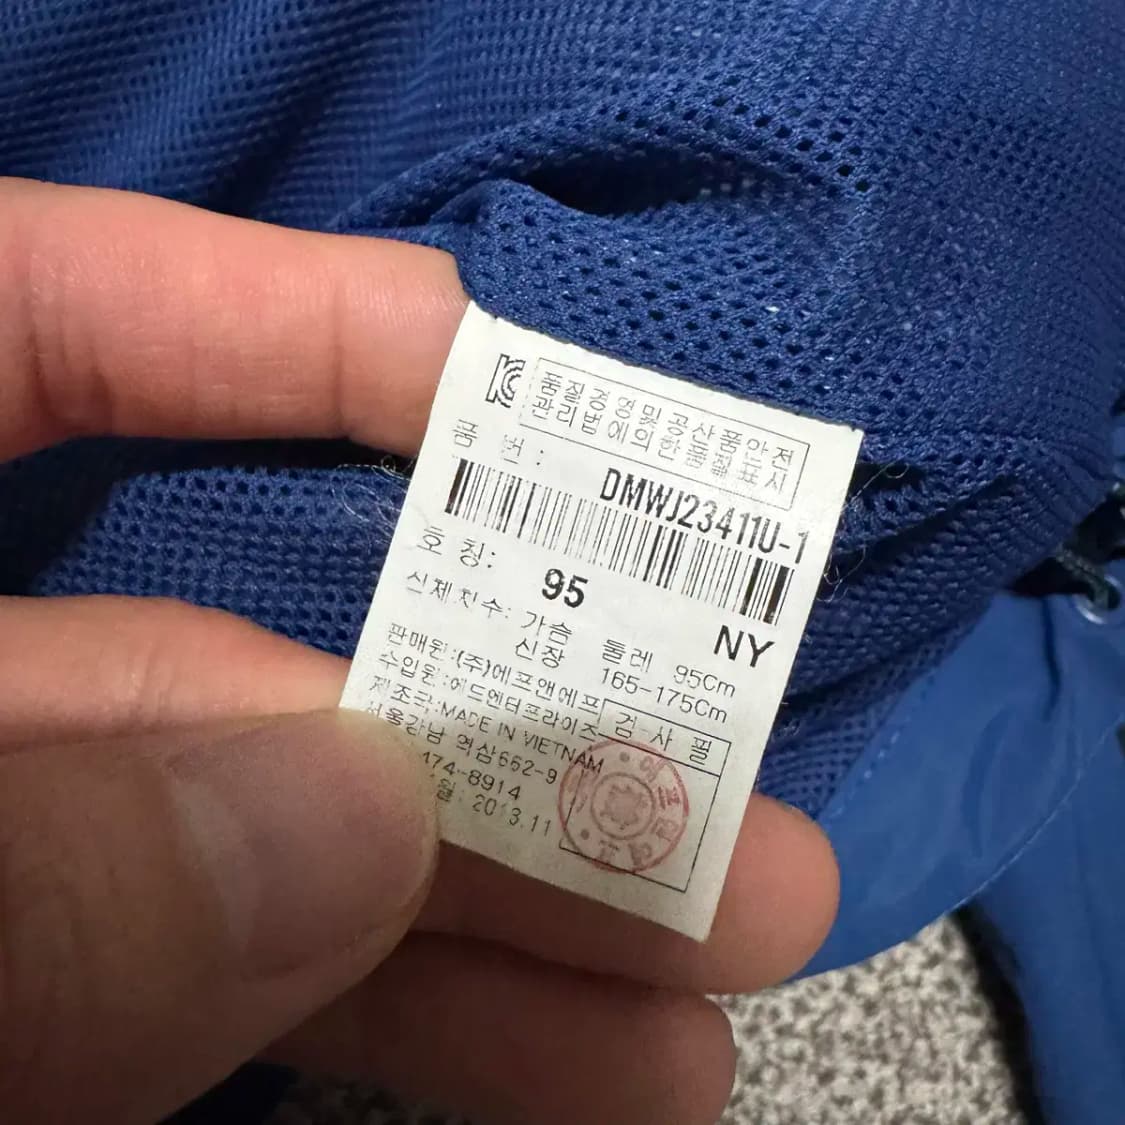 품질경영및공산품안전
관리법에의한품질표시
품 번 :
DMWJ23411U-1
호 칭: 95
NY
신체치수: 가슴 둘레 95Cm
신장 165-175Cm
판매원:(주)에프앤에프
수입원:에드엔터프라이즈
제조국:MADE IN VIETNAM
서울강남 역삼662-9
474-8914
월: 2013.11
검 사 필